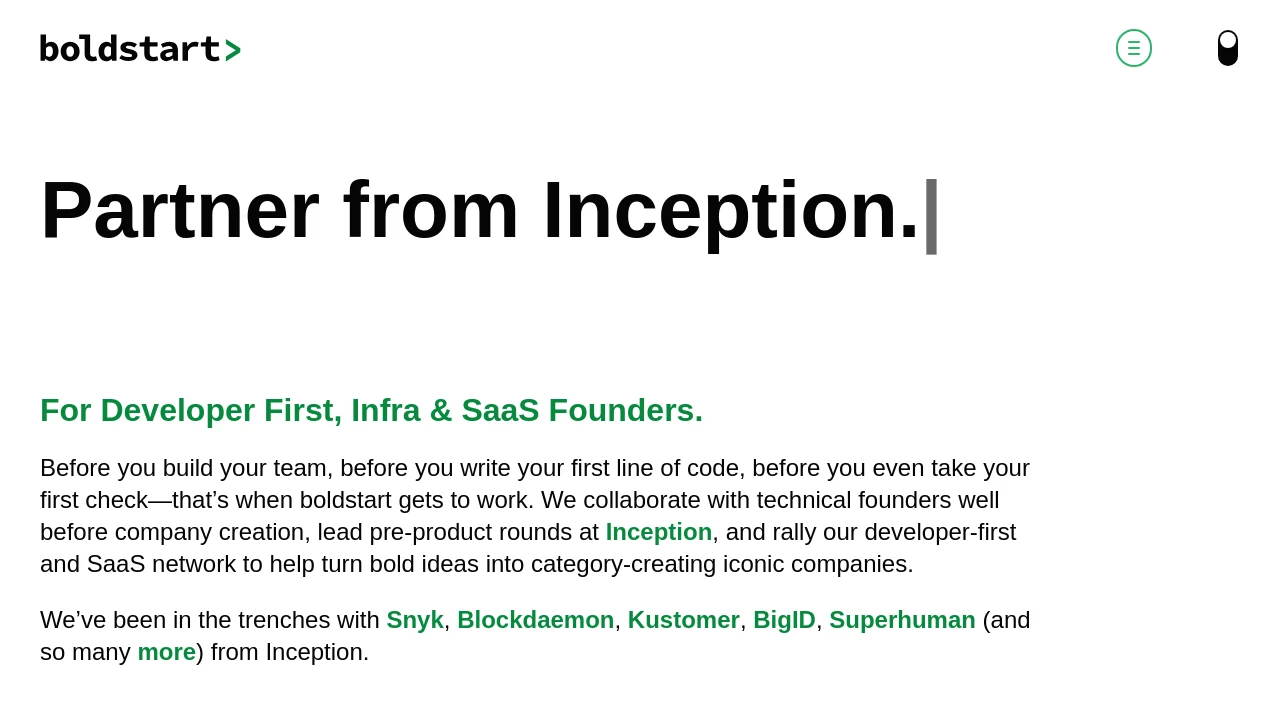 boldstart>
Partner from Inception.|
For Developer First, Infra & SaaS Founders.
Before you build your team, before you write your first line of code, before you even take your
first check—that’s when boldstart gets to work. We collaborate with technical founders well
before company creation, lead pre-product rounds at Inception, and rally our developer-first
and SaaS network to help turn bold ideas into category-creating iconic companies.
We’ve been in the trenches with Snyk, Blockdaemon, Kustomer, BigID, Superhuman (and
so many more) from Inception.